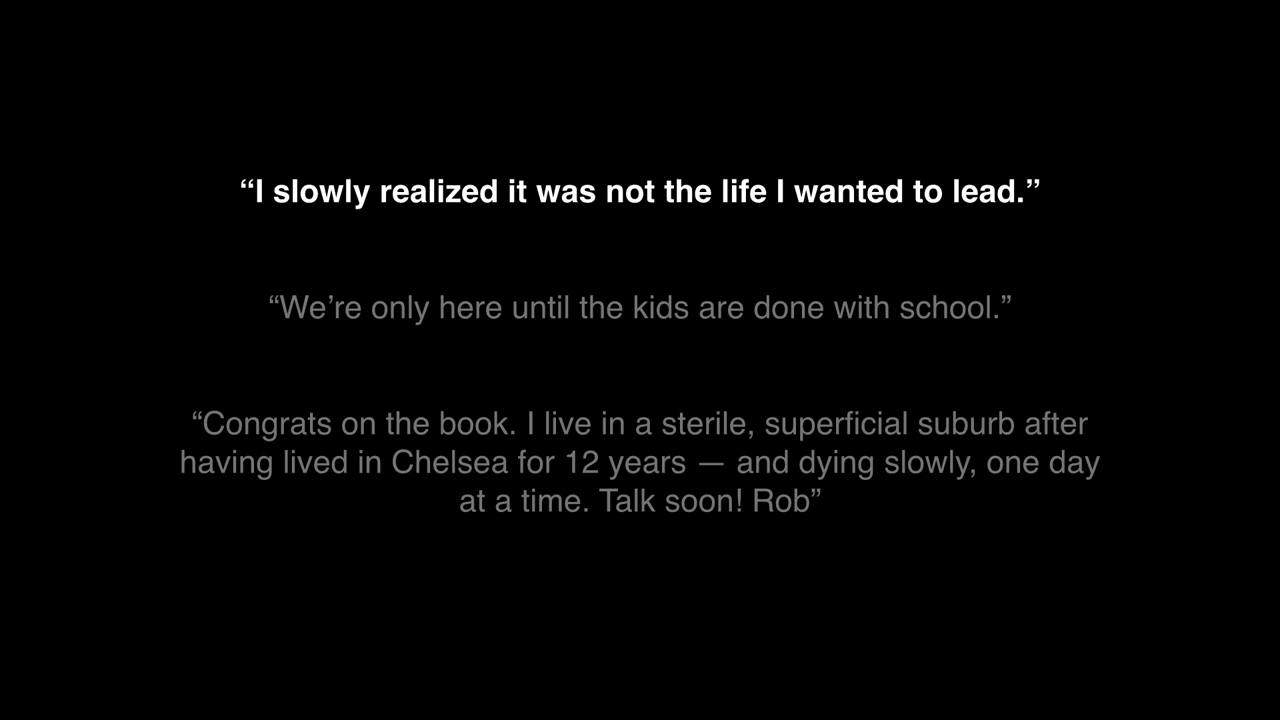 “I slowly realized it was not the life I wanted to lead.”
“We’re only here until the kids are done with school.”
“Congrats on the book. I live in a sterile, superficial suburb after
having lived in Chelsea for 12 years — and dying slowly, one day
at a time. Talk soon! Rob”